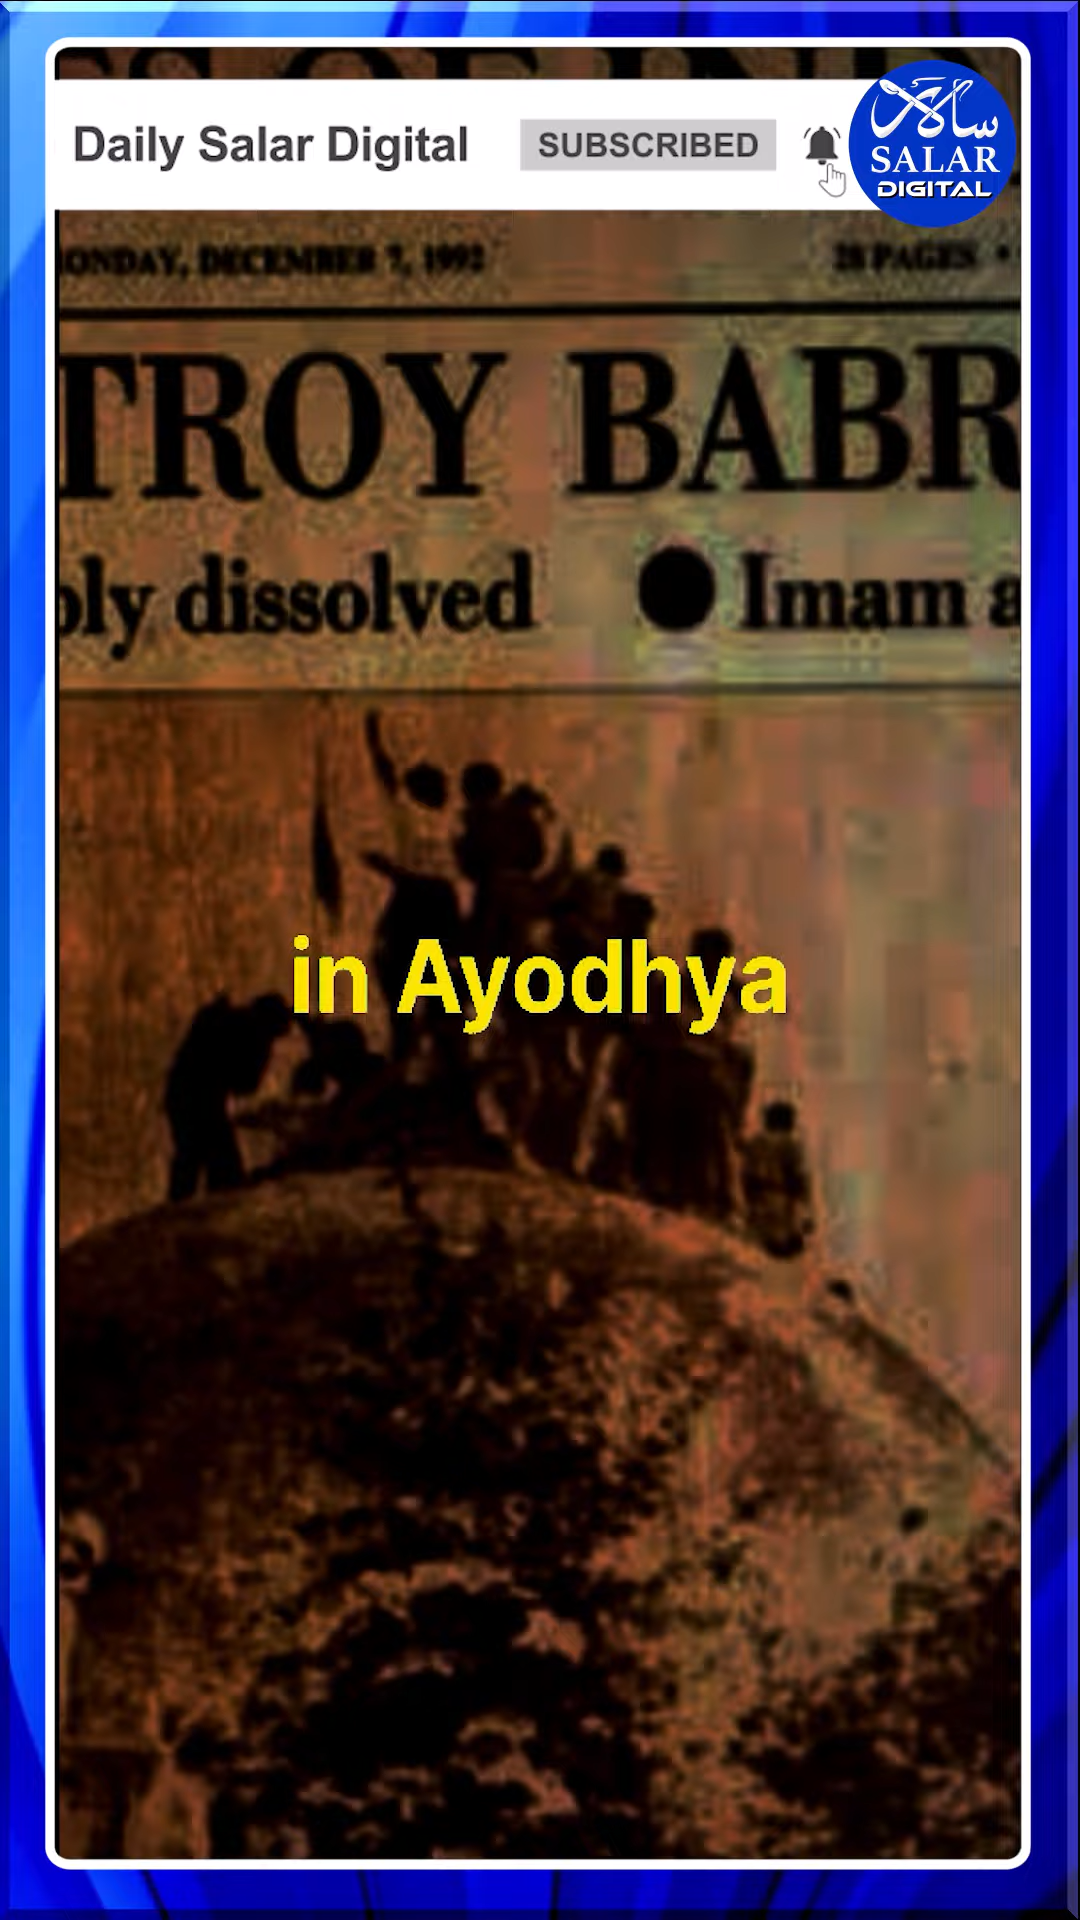 Daily Salar Digital SUBSCRIBED
سالار
SALAR
DIGITAL
ONDAY, DECEMBER 7, 1992 28 PAGES
TROY BABR
ly dissolved ● Imam a
in Ayodhya